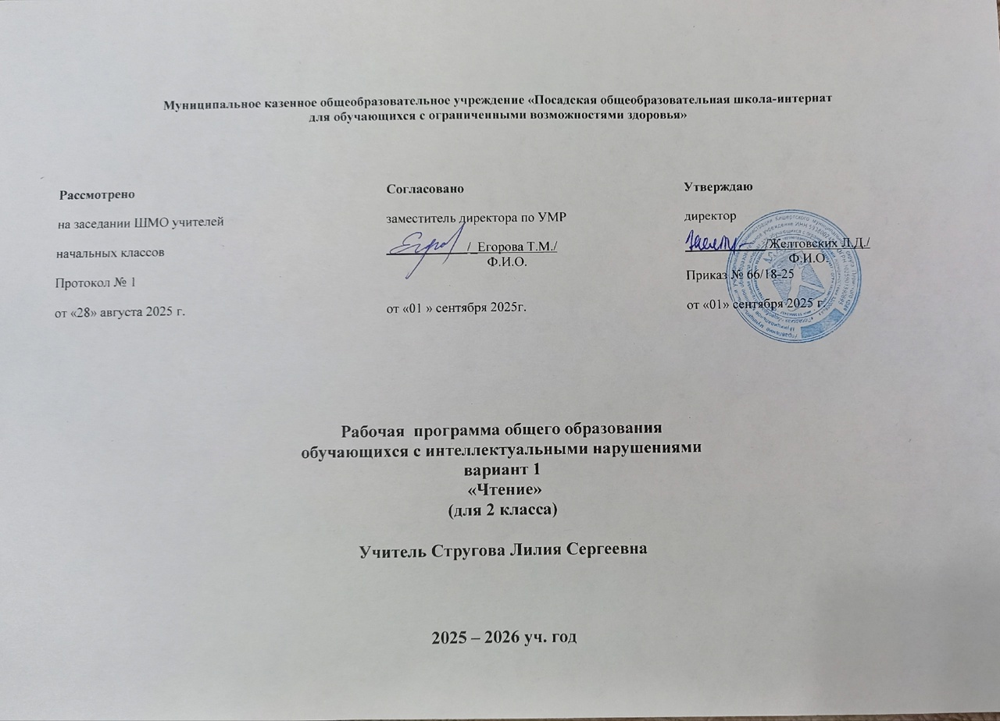 Муниципальное казенное общеобразовательное учреждение «Посадская общеобразовательная школа-интернат
для обучающихся с ограниченными возможностями здоровья»
Рассмотрено
на заседании ШМО учителей
начальных классов
Протокол № 1
от «28» августа 2025 г.
Согласовано
заместитель директора по УМР
/_Егорова Т.М./
Ф.И.О.
от «01 » сентября 2025г.
Утверждаю
директор
/Желтовских Л.Д./
Ф.И.О.
Приказ № 66/18-25
от «01» сентября 2025 г
Рабочая программа общего образования
обучающихся с интеллектуальными нарушениями
вариант 1
«Чтение»
(для 2 класса)
Учитель Стругова Лилия Сергеевна
2025 – 2026 уч. год